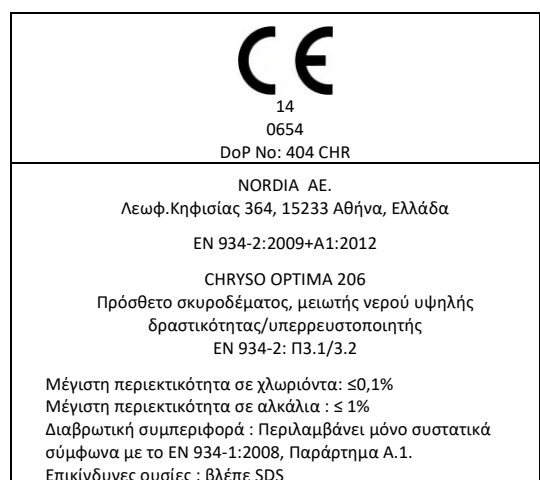 CE
14
0654
DoP No: 404 CHR
NORDIA AE.
Λεωφ.Κηφισίας 364, 15233 Αθήνα, Ελλάδα
EN 934-2:2009+A1:2012
CHRYSO OPTIMA 206
Πρόσθετο σκυροδέματος, μειωτής νερού υψηλής
δραστικότητας/υπερρευστοποιητής
EN 934-2: Π3.1/3.2
Μέγιστη περιεκτικότητα σε χλωριόντα: ≤0,1%
Μέγιστη περιεκτικότητα σε αλκάλια : ≤ 1%
Διαβρωτική συμπεριφορά : Περιλαμβάνει μόνο συστατικά
σύμφωνα με το EN 934-1:2008, Παράρτημα Α.1.
Επικίνδυνες ουσίες : βλέπε SDS